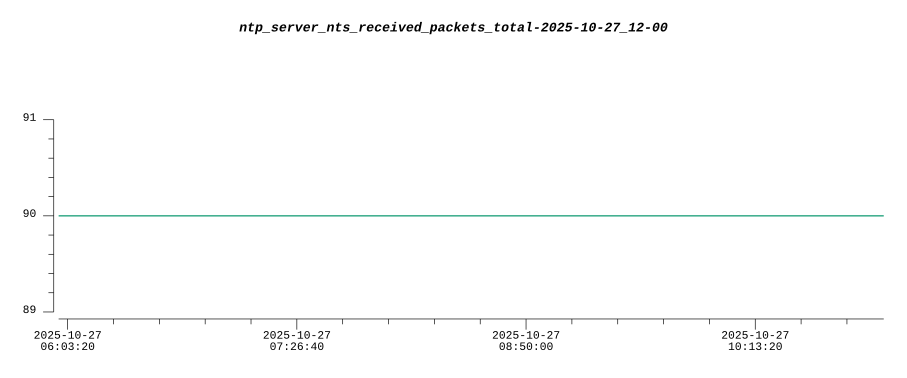 ntp_server_nts_received_packets_total-2025-10-27_12-00
91
90
89
2025-10-27 2025-10-27 2025-10-27 2025-10-27
06:03:20 07:26:40 08:50:00 10:13:20